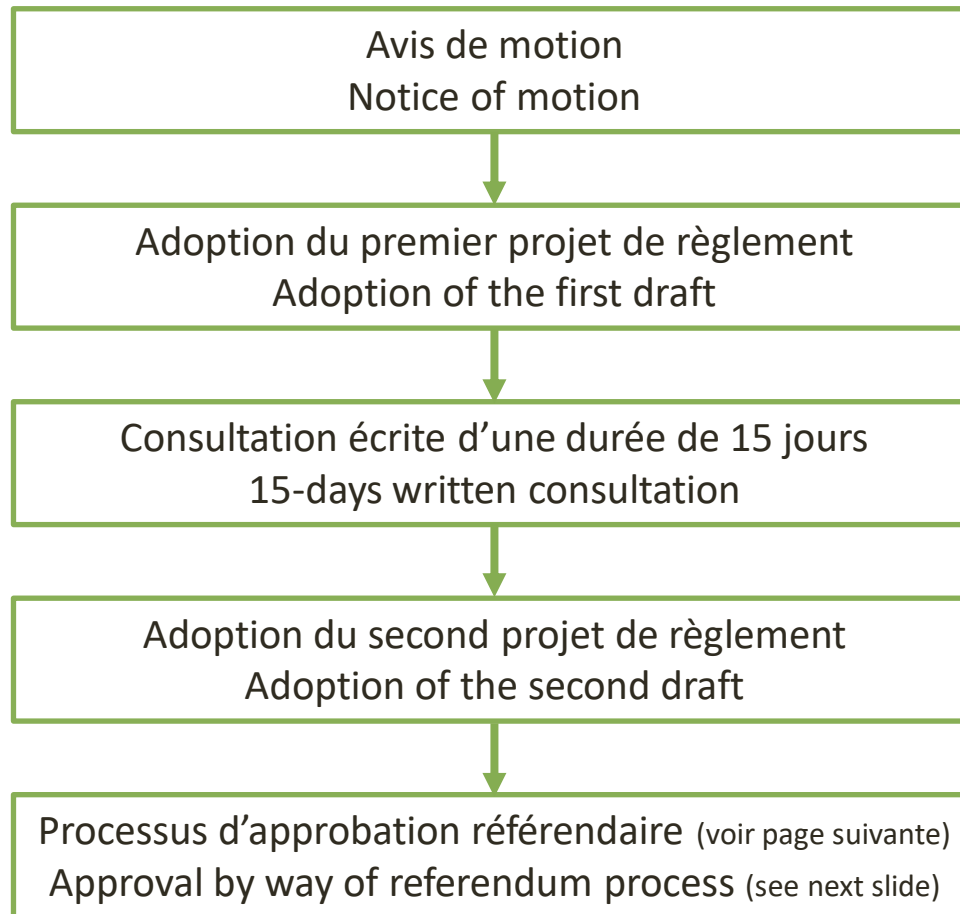 Avis de motion
Notice of motion
Adoption du premier projet de règlement
Adoption of the first draft
Consultation écrite d’une durée de 15 jours
15-days written consultation
Adoption du second projet de règlement
Adoption of the second draft
Processus d’approbation référendaire (voir page suivante)
Approval by way of referendum process (see next slide)